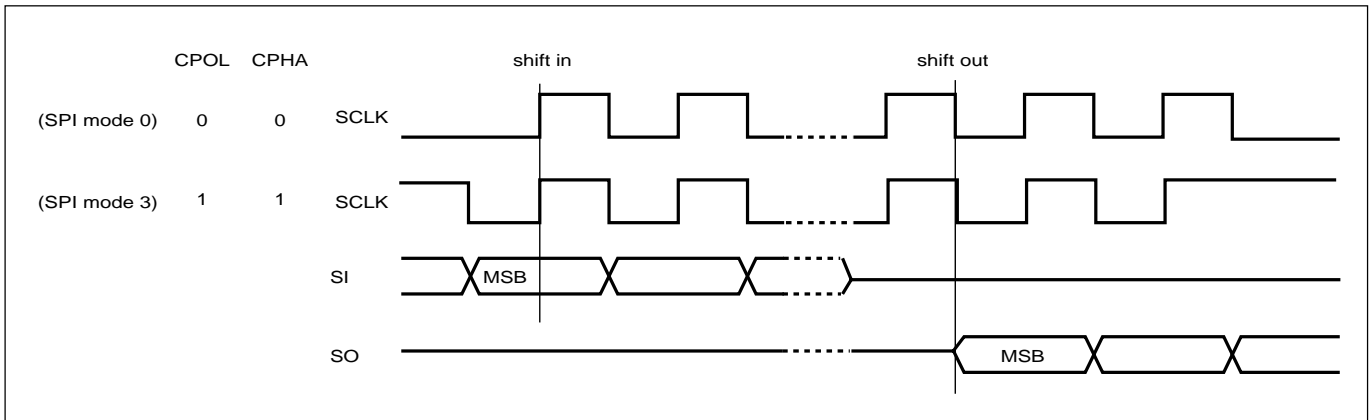 CPOL CPHA shift in shift out
(SPI mode 0) 0 0 SCLK
(SPI mode 3) 1 1 SCLK
SI MSB
SO MSB